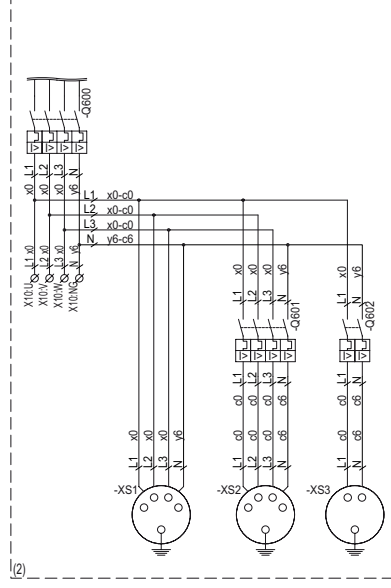 -Q600
I> I> I> I>
L1 L2 L3 N
x0 x0 x0 y6
L1 x0-c0
L2 x0-c0
L3 x0-c0
N y6-c6
L1 x0 L2 x0 L3 x0 N y6
X10:U X10:V X10:W X10:NG
x0 x0 x0 y6 x0 y6
L1 L2 L3 N L1 N
-Q601 -Q602
I> I> I> I> I> I>
L1 L2 L3 N L1 N
c0 c0 c0 c6 c0 c6
x0 x0 x0 y6 c0 c0 c0 c6 c0 c6
L1 L2 L3 N L1 L2 L3 N L1 N
-XS1 -XS2 -XS3
(2)